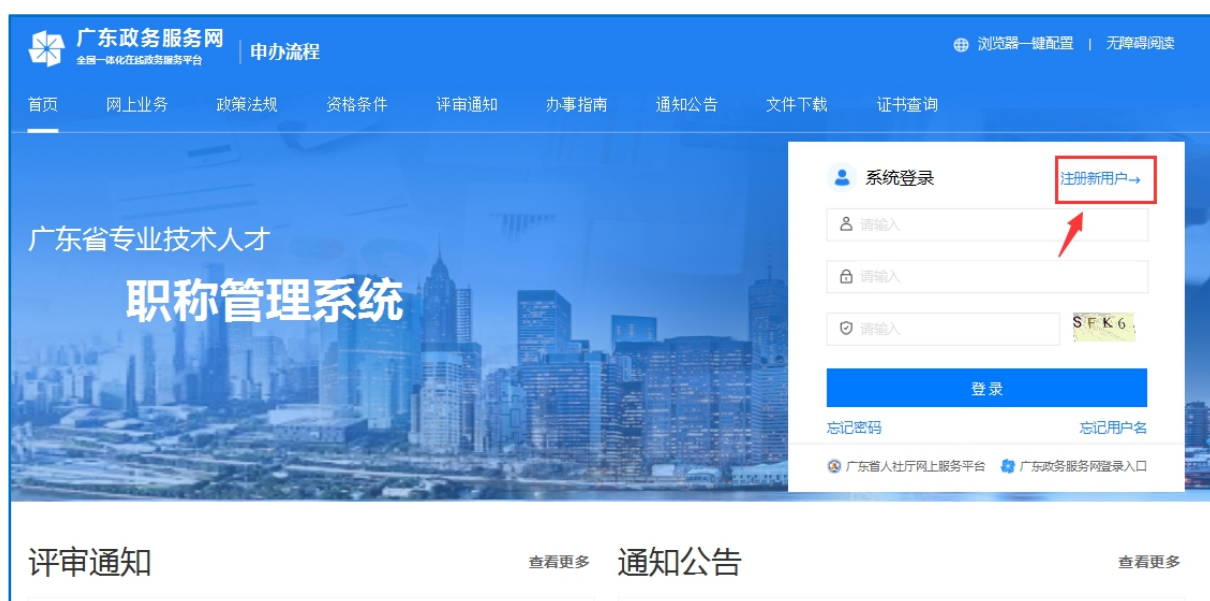 广东政务服务网
全国一体化在线政务服务平台
申办流程
浏览器一键配置 | 无障碍阅读
首页 网上业务 政策法规 资格条件 评审通知 办事指南 通知公告 文件下载 证书查询
系统登录
注册新用户→
请输入
广东省专业技术人才
请输入
职称管理系统
请输入
SFK6
登录
忘记密码 忘记用户名
广东省人社厅网上服务平台 广东政务服务网登录入口
评审通知 查看更多
通知公告 查看更多